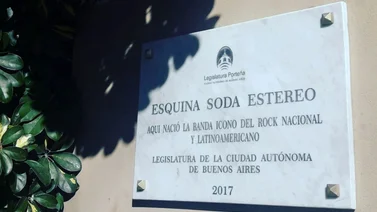 Legislatura Porteña
ESQUINA SODA ESTEREO
AQUI NACIÓ LA BANDA ICONO DEL ROCK NACIONAL
Y LATINOAMERICANO
LEGISLATURA DE LA CIUDAD AUTÓNOMA
DE BUENOS AIRES
2017